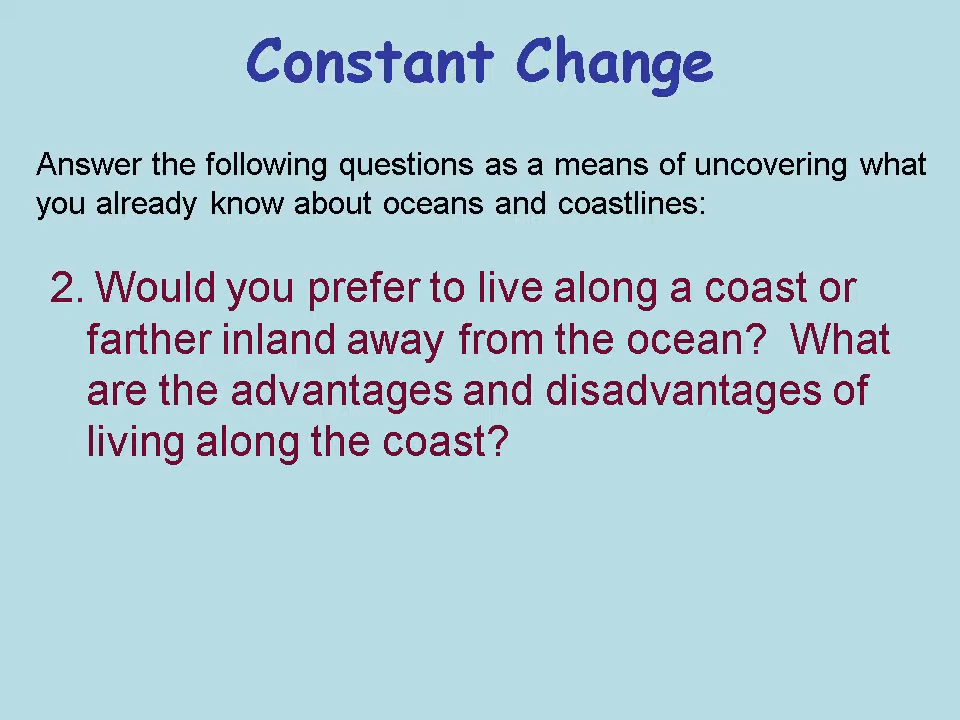 Constant Change
Answer the following questions as a means of uncovering what
you already know about oceans and coastlines:
2. Would you prefer to live along a coast or
farther inland away from the ocean?  What
are the advantages and disadvantages of
living along the coast?